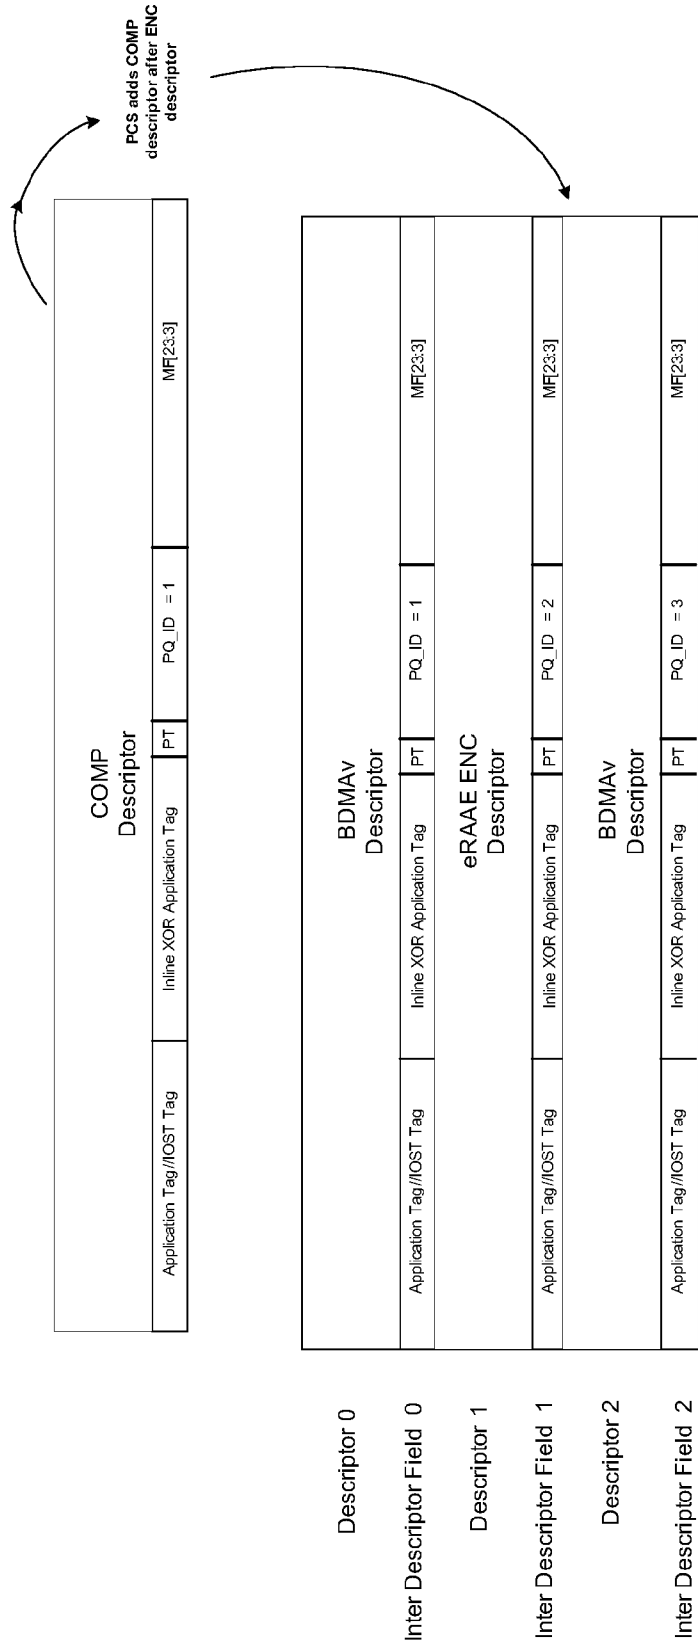 PCS adds COMP
descriptor after ENC
descriptor
COMP
Descriptor
Application Tag//IOST Tag
Inline XOR Application Tag
PT
PQ_ID = 1
MF[23:3]
Descriptor 0
BDMAv
Descriptor
Inter Descriptor Field 0
Application Tag//IOST Tag
Inline XOR Application Tag
PT
PQ_ID = 1
MF[23:3]
Descriptor 1
eRAAE ENC
Descriptor
Inter Descriptor Field 1
Application Tag//IOST Tag
Inline XOR Application Tag
PT
PQ_ID = 2
MF[23:3]
Descriptor 2
BDMAv
Descriptor
Inter Descriptor Field 2
Application Tag//IOST Tag
Inline XOR Application Tag
PT
PQ_ID = 3
MF[23:3]